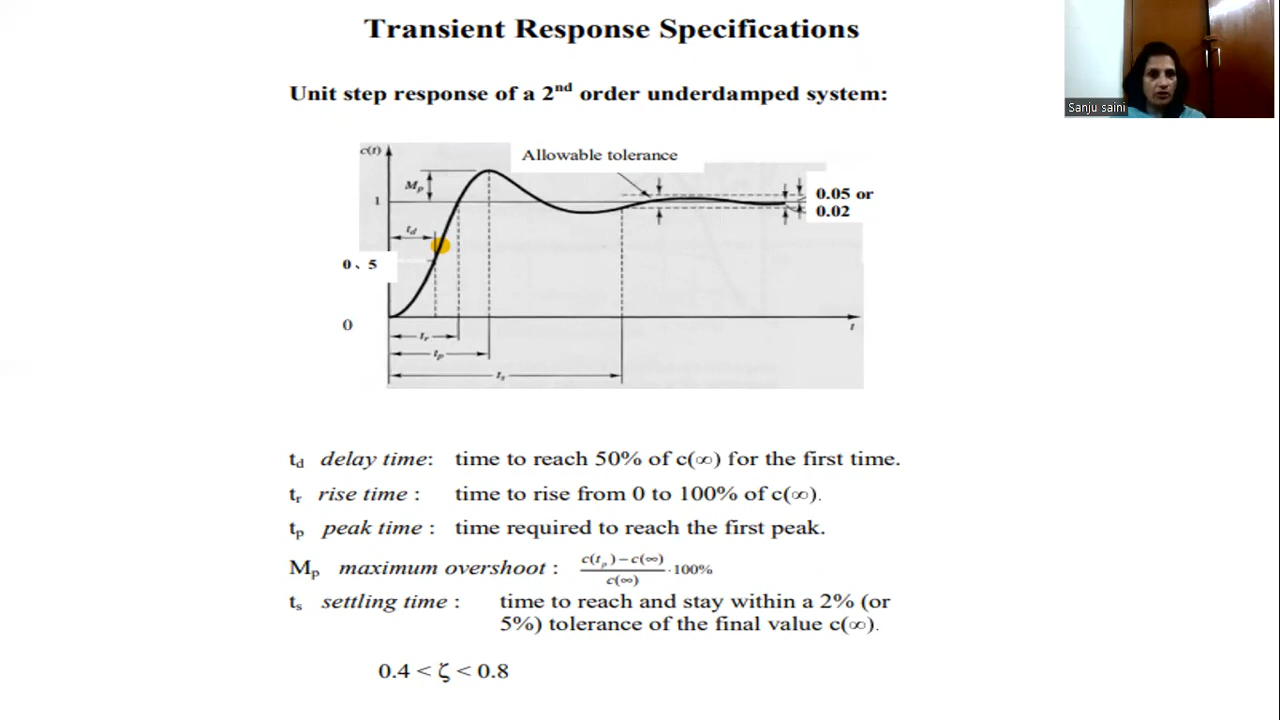 Transient Response Specifications
Sanju saini
Unit step response of a 2nd order underdamped system:
c(t)
Allowable tolerance
Mp
1
0.05 or
0.02
td
0、5
0
t
tr
tp
ts
td delay time: time to reach 50% of c(∞) for the first time.
tr rise time : time to rise from 0 to 100% of c(∞).
tp peak time : time required to reach the first peak.
Mp maximum overshoot : c(tp)−c(∞) / c(∞) ·100%
ts settling time : time to reach and stay within a 2% (or
5%) tolerance of the final value c(∞).
0.4 < ζ < 0.8